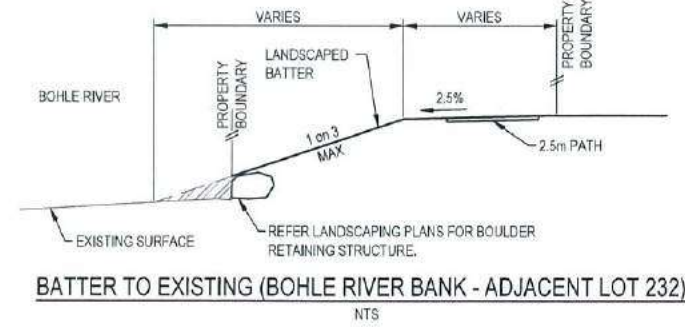 VARIES
VARIES
PROPERTY
BOUNDARY
LANDSCAPED
BATTER
BOHLE RIVER
PROPERTY
BOUNDARY
2.5%
1 on 3
MAX
2.5m PATH
EXISTING SURFACE
REFER LANDSCAPING PLANS FOR BOULDER
RETAINING STRUCTURE.
BATTER TO EXISTING (BOHLE RIVER BANK - ADJACENT LOT 232)
NTS